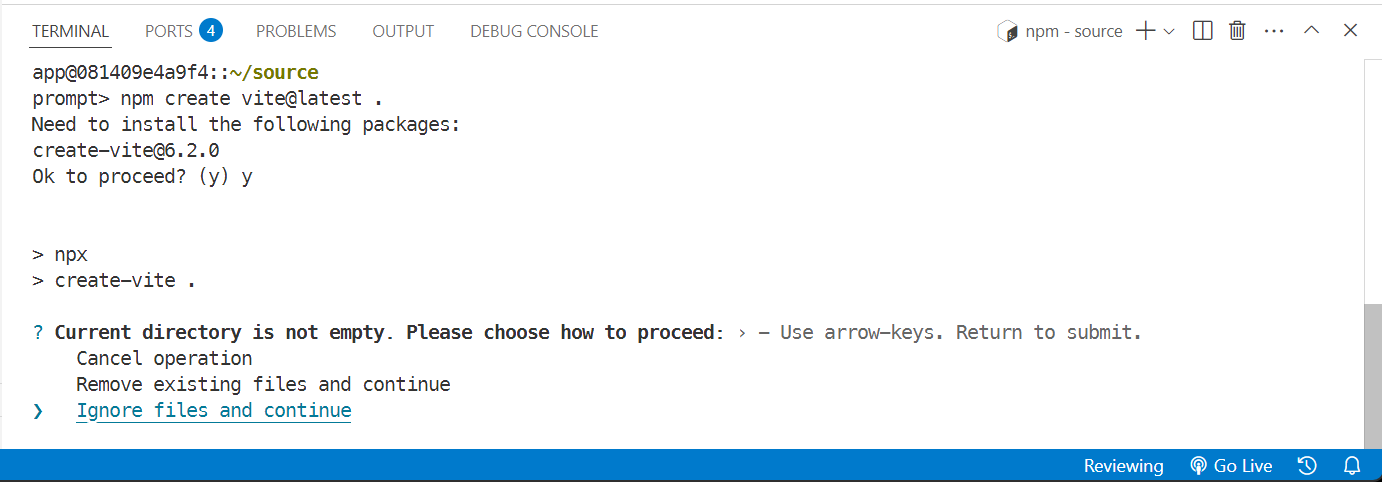 TERMINAL PORTS 4 PROBLEMS OUTPUT DEBUG CONSOLE npm - source
app@081409e4a9f4::~/source
prompt> npm create vite@latest .
Need to install the following packages:
create-vite@6.2.0
Ok to proceed? (y) y
> npx
> create-vite .
? Current directory is not empty. Please choose how to proceed: › - Use arrow-keys. Return to submit.
Cancel operation
Remove existing files and continue
❯ Ignore files and continue
Reviewing Go Live